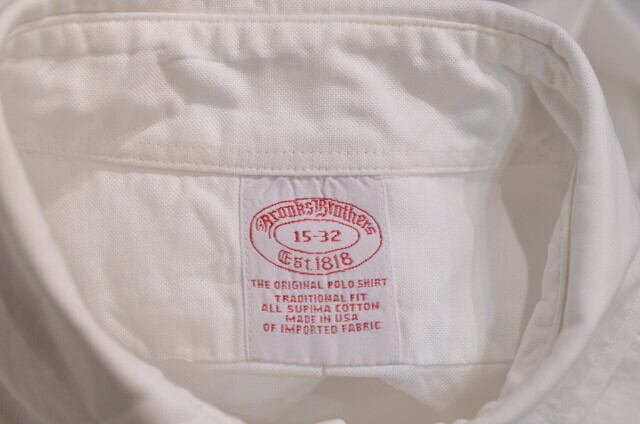 Brooks Brothers
15-32
Est. 1818
THE ORIGINAL POLO SHIRT
TRADITIONAL FIT
ALL SUPIMA COTTON
MADE IN USA
OF IMPORTED FABRIC